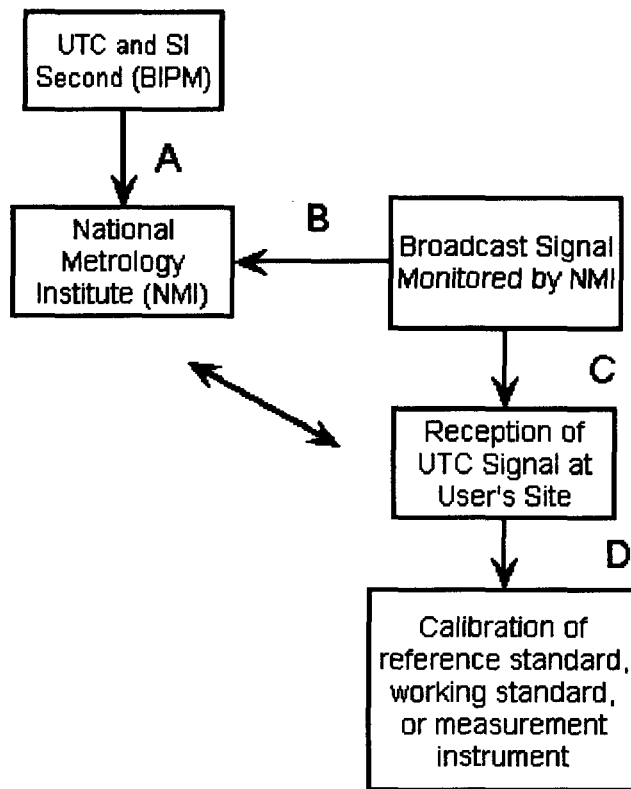 UTC and SI
Second (BIPM)
A
National
Metrology
Institute (NMI)
B
Broadcast Signal
Monitored by NMI
C
Reception of
UTC Signal at
User's Site
D
Calibration of
reference standard,
working standard,
or measurement
instrument